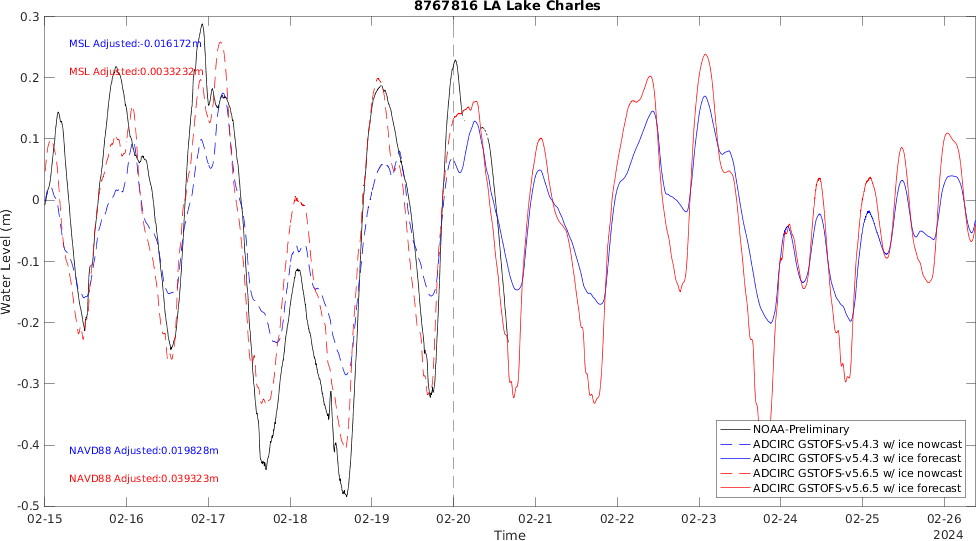 8767816 LA Lake Charles
MSL Adjusted:-0.016172m
MSL Adjusted:0.0033232m
NAVD88 Adjusted:0.019828m
NAVD88 Adjusted:0.039323m
Water Level (m)
0.3
0.2
0.1
0
-0.1
-0.2
-0.3
-0.4
-0.5
NOAA-Preliminary
ADCIRC GSTOFS-v5.4.3 w/ ice nowcast
ADCIRC GSTOFS-v5.4.3 w/ ice forecast
ADCIRC GSTOFS-v5.6.5 w/ ice nowcast
ADCIRC GSTOFS-v5.6.5 w/ ice forecast
02-15 02-16 02-17 02-18 02-19 02-20 02-21 02-22 02-23 02-24 02-25 02-26
2024
Time